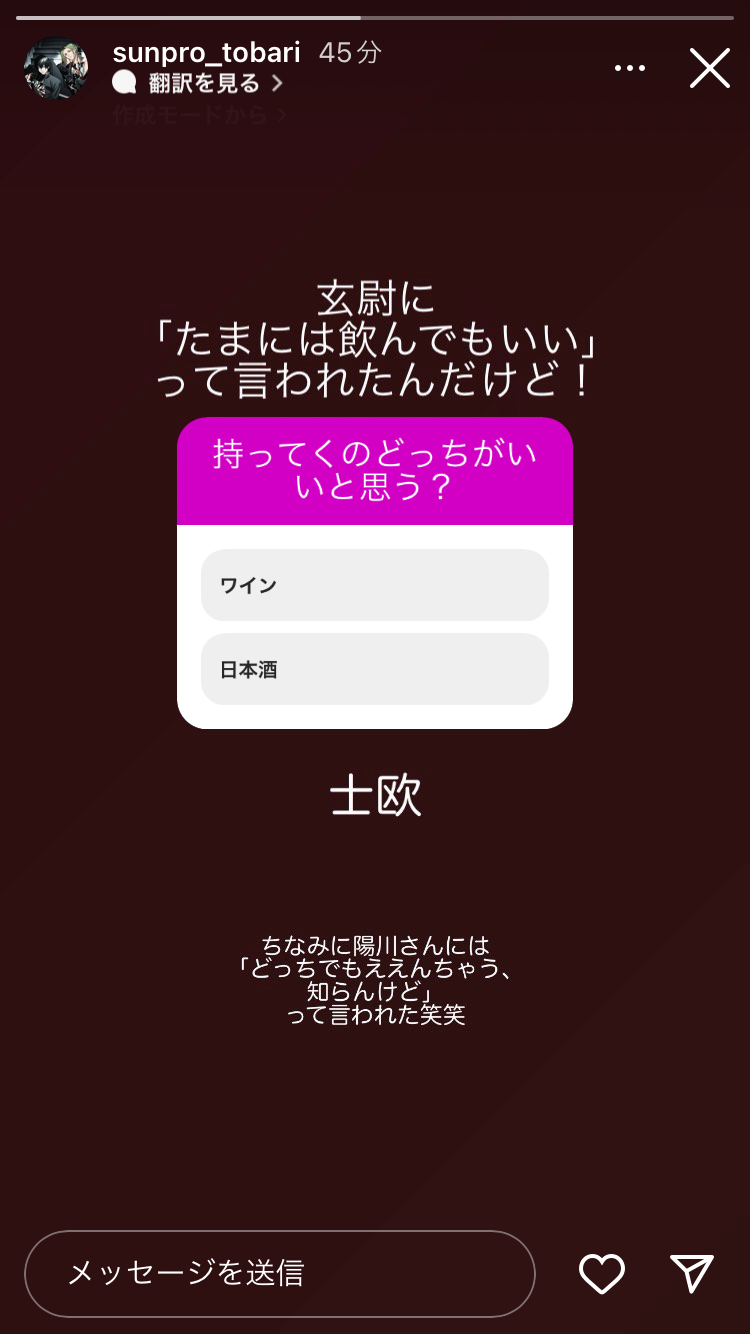 sunpro_tobari 45分
翻訳を見る
作成モードから
玄尉に
「たまには飲んでもいい」
って言われたんだけど！
持ってくのどっちがい
いと思う？
ワイン
日本酒
士欧
ちなみに陽川さんには
「どっちでもええんちゃう、
知らんけど」
って言われた笑笑
メッセージを送信